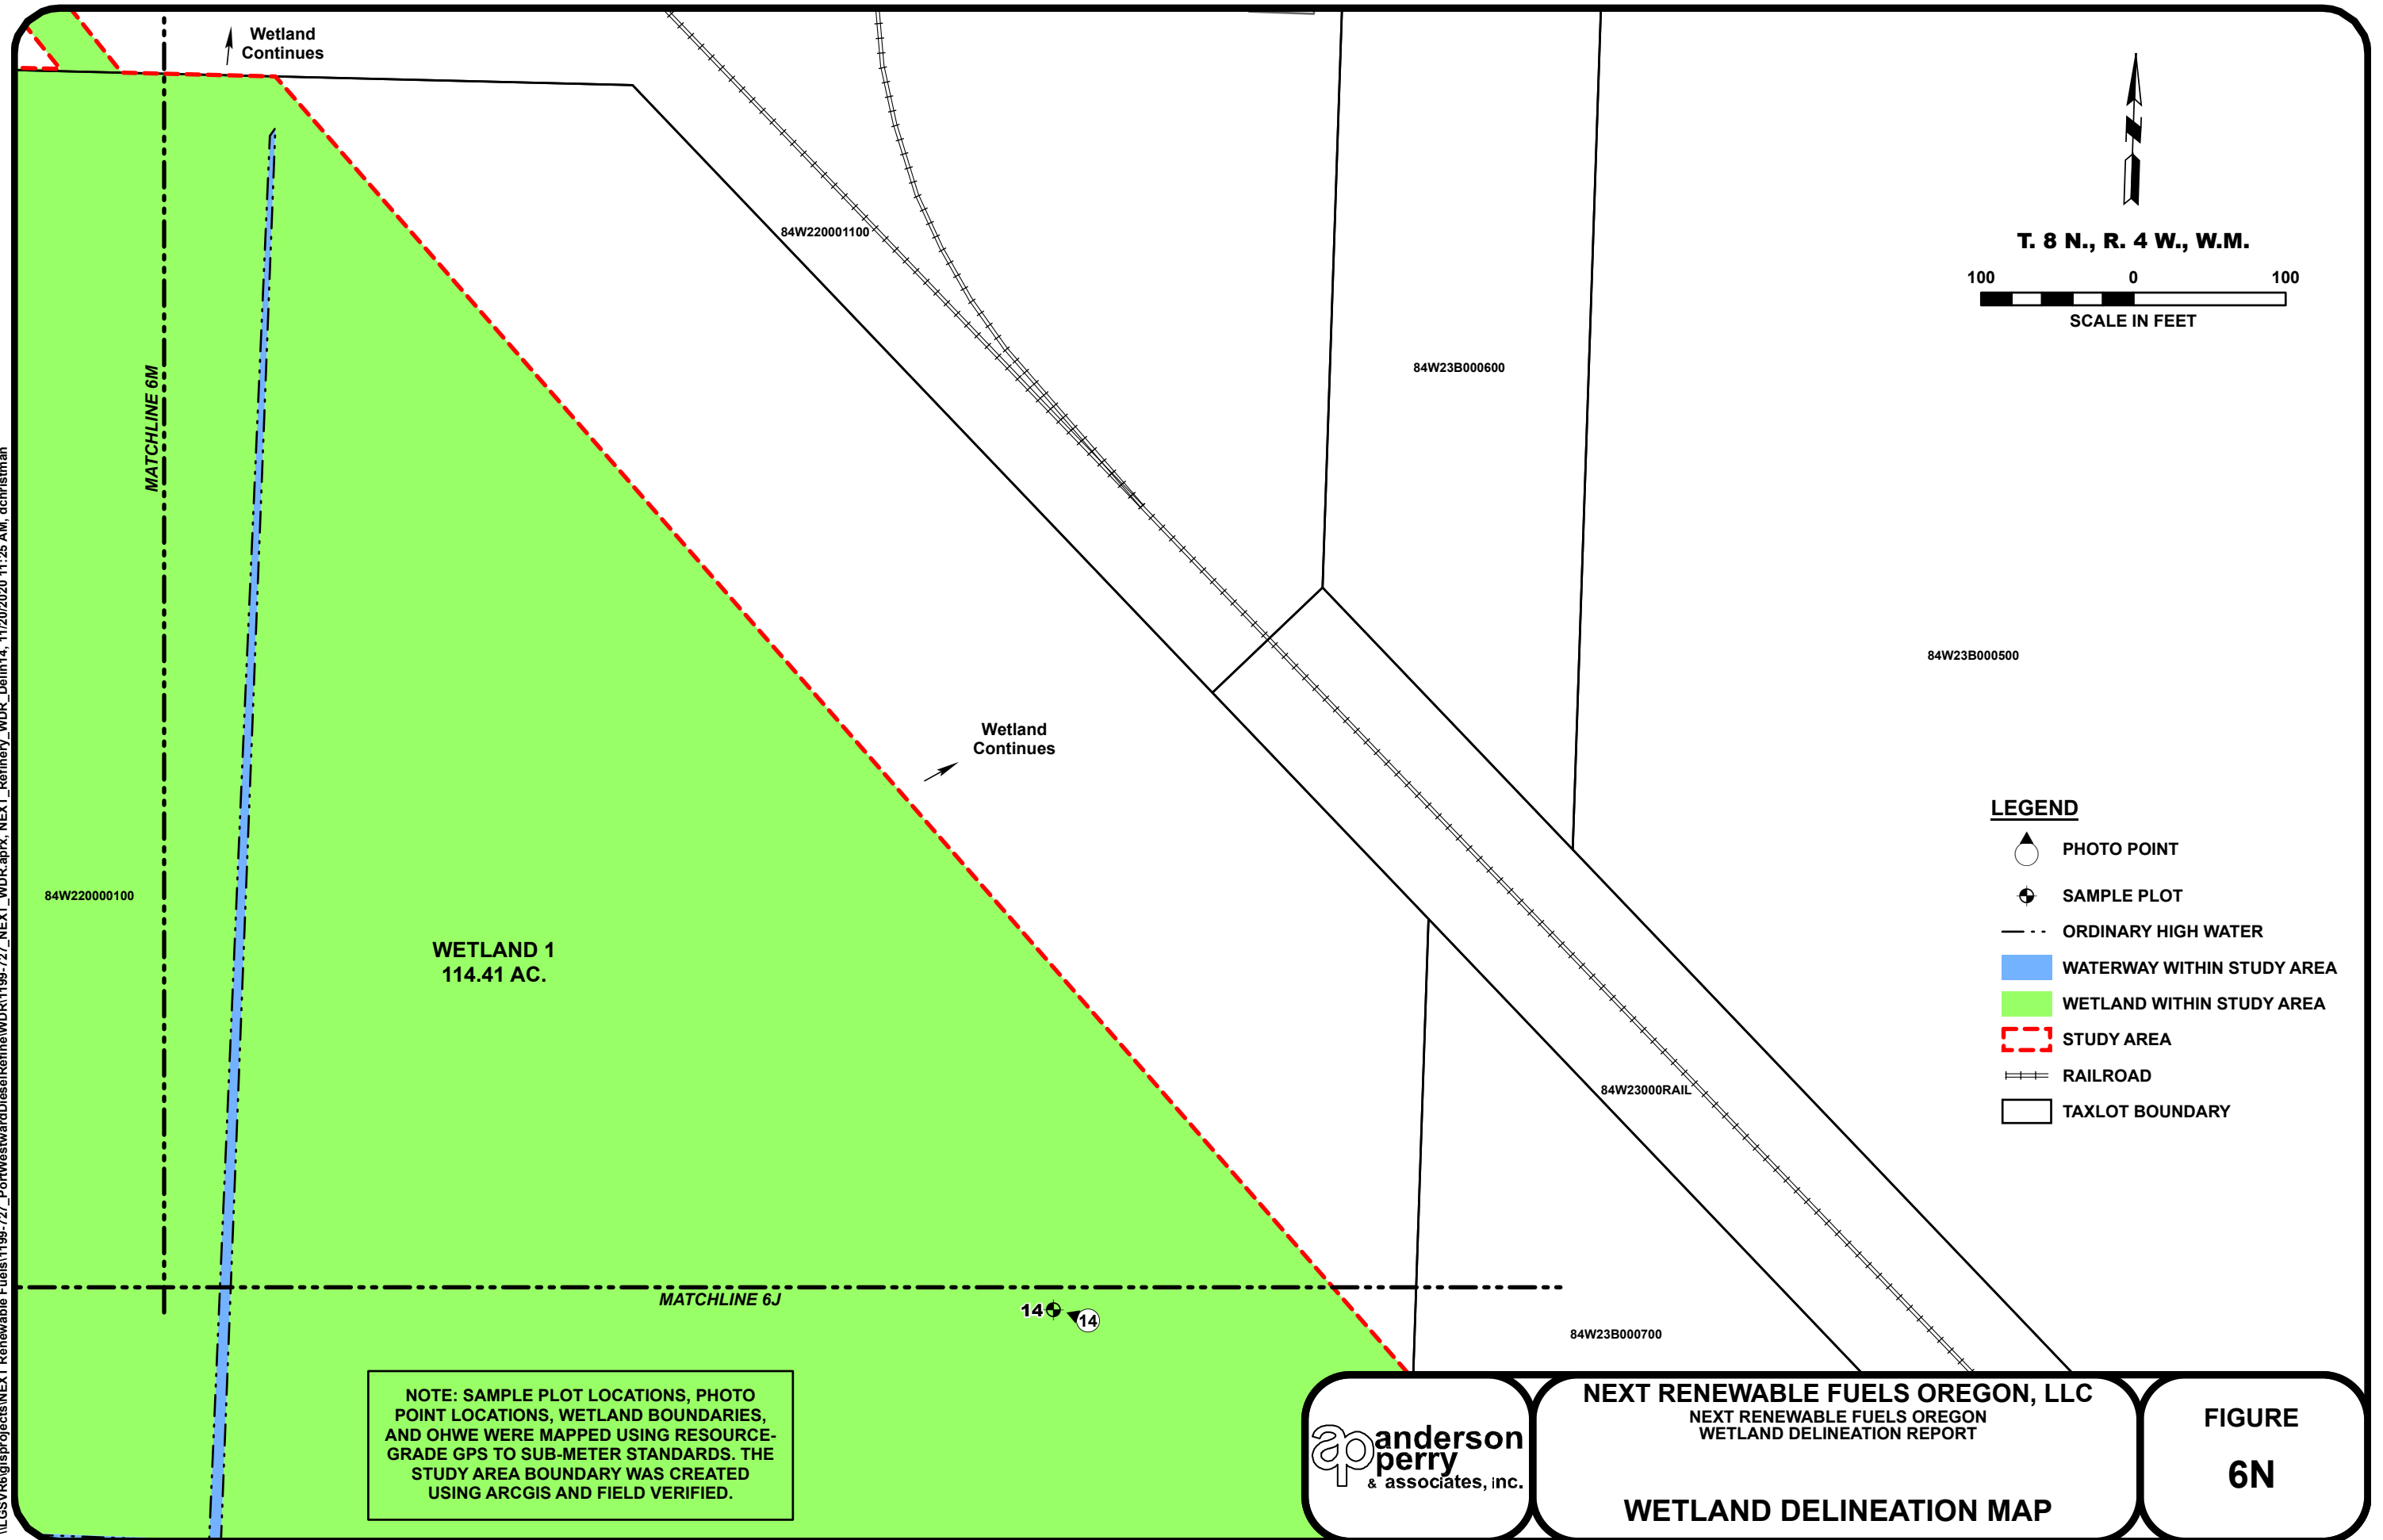 Wetland
Continues
84W220001100
MATCHLINE 6M
84W23B000600
T. 8 N., R. 4 W., W.M.
100 0 100
SCALE IN FEET
84W23B000500
Wetland
Continues
84W220000100
WETLAND 1
114.41 AC.
LEGEND
PHOTO POINT
SAMPLE PLOT
ORDINARY HIGH WATER
WATERWAY WITHIN STUDY AREA
WETLAND WITHIN STUDY AREA
STUDY AREA
RAILROAD
TAXLOT BOUNDARY
84W23000RAIL
MATCHLINE 6J
14
14
84W23B000700
NOTE: SAMPLE PLOT LOCATIONS, PHOTO
POINT LOCATIONS, WETLAND BOUNDARIES,
AND OHWE WERE MAPPED USING RESOURCE-
GRADE GPS TO SUB-METER STANDARDS. THE
STUDY AREA BOUNDARY WAS CREATED
USING ARCGIS AND FIELD VERIFIED.
ap anderson
perry
& associates, inc.
NEXT RENEWABLE FUELS OREGON, LLC
NEXT RENEWABLE FUELS OREGON
WETLAND DELINEATION REPORT
WETLAND DELINEATION MAP
FIGURE
6N